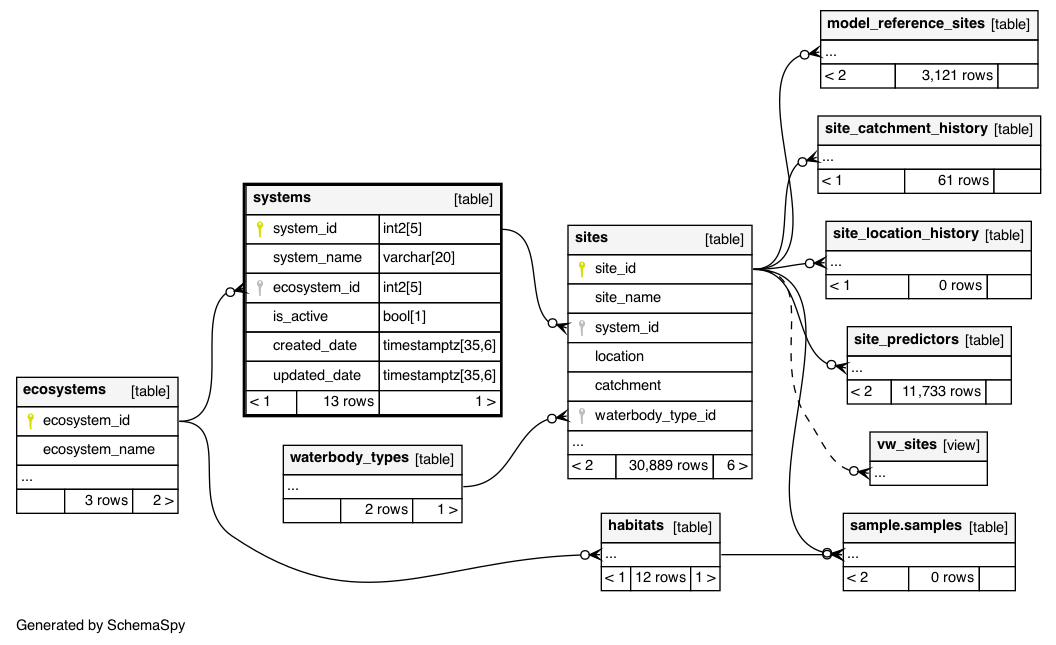 model_reference_sites [table]
...
< 2 3,121 rows
site_catchment_history [table]
...
< 1 61 rows
systems [table]
system_id int2[5]
system_name varchar[20]
ecosystem_id int2[5]
is_active bool[1]
created_date timestamptz[35,6]
updated_date timestamptz[35,6]
< 1 13 rows 1 >
sites [table]
site_id
site_name
system_id
location
catchment
waterbody_type_id
...
< 2 30,889 rows 6 >
site_location_history [table]
...
< 1 0 rows
site_predictors [table]
...
< 2 11,733 rows
ecosystems [table]
ecosystem_id
ecosystem_name
...
3 rows 2 >
waterbody_types [table]
...
2 rows 1 >
vw_sites [view]
...
habitats [table]
...
< 1 12 rows 1 >
sample.samples [table]
...
< 2 0 rows
Generated by SchemaSpy